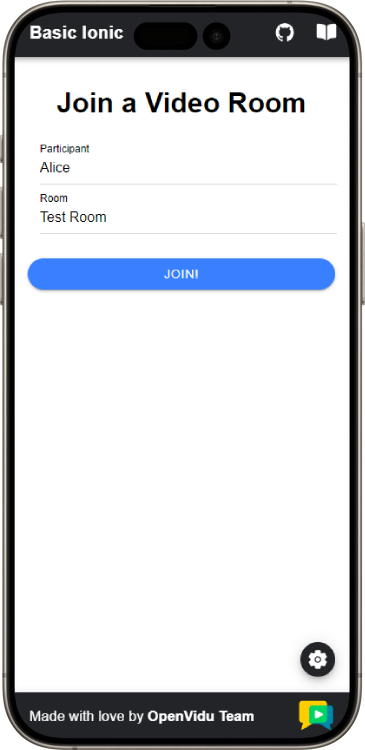 Basic Ionic
Join a Video Room
Participant
Alice
Room
Test Room
JOIN!
Made with love by OpenVidu Team